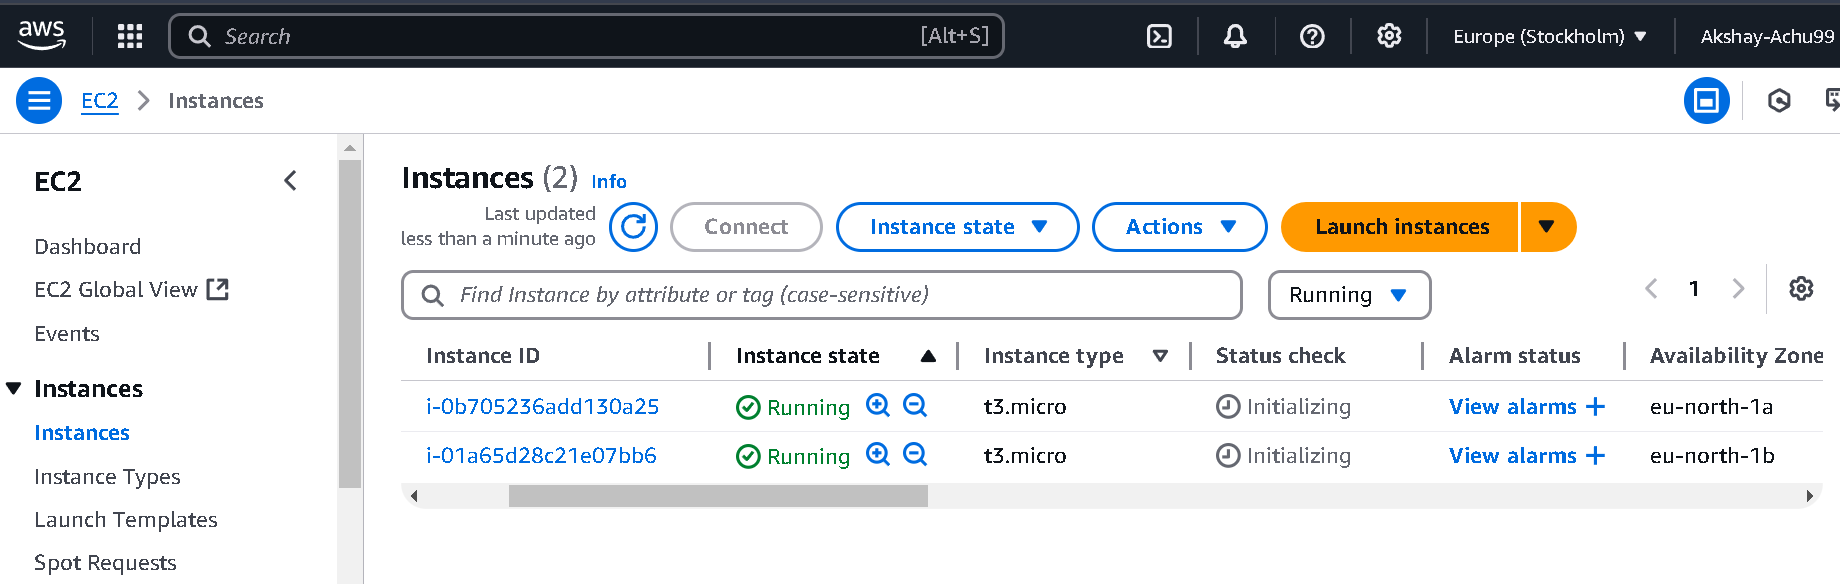 aws
Search [Alt+S]
Europe (Stockholm)
Akshay-Achu99
EC2 Instances
EC2
Dashboard
EC2 Global View
Events
Instances
Instances
Instance Types
Launch Templates
Spot Requests
Instances (2) Info
Last updated
less than a minute ago
Connect
Instance state
Actions
Launch instances
Find Instance by attribute or tag (case-sensitive)
Running
1
Instance ID Instance state Instance type Status check Alarm status Availability Zone
i-0b705236add130a25 Running t3.micro Initializing View alarms + eu-north-1a
i-01a65d28c21e07bb6 Running t3.micro Initializing View alarms + eu-north-1b